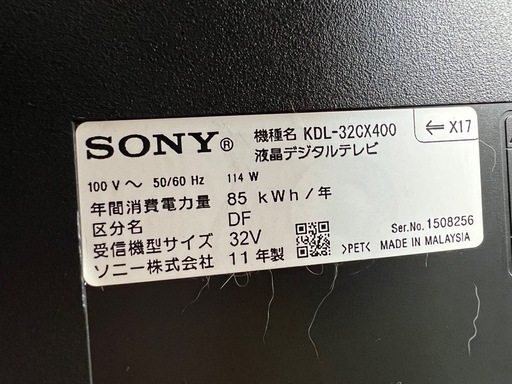 SONY® 機種名 KDL-32CX400 ← X17
液晶デジタルテレビ
100 V ～ 50/60 Hz 114 W
年間消費電力量 85 kWh/年
区分名 DF
受信機型サイズ 32V Ser.No. 1508256
ソニー株式会社 11年製 >PET< MADE IN MALAYSIA